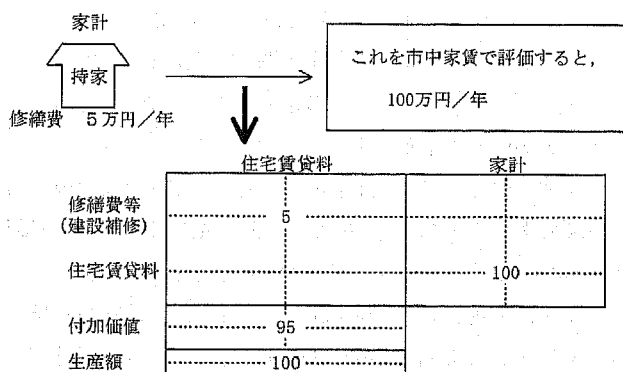 家計
持家
修繕費 5万円／年
これを市中家賃で評価すると，
100万円／年
住宅賃貸料 家計
修繕費等 5
(建設補修)
住宅賃貸料 100
付加価値 95
生産額 100